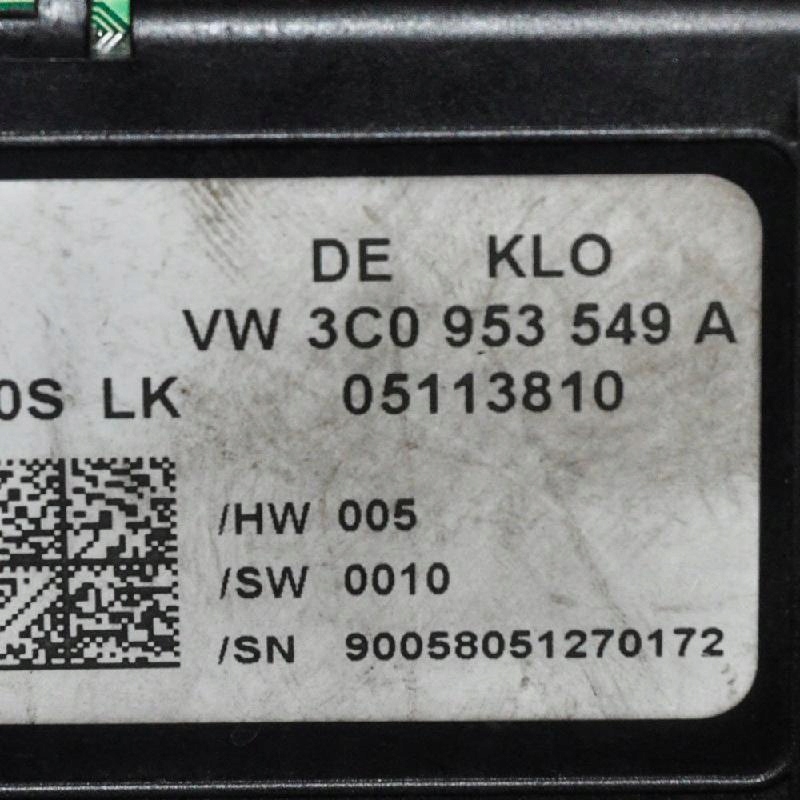 DE KLO
VW 3C0 953 549 A
0S LK 05113810
/HW 005
/SW 0010
/SN 90058051270172